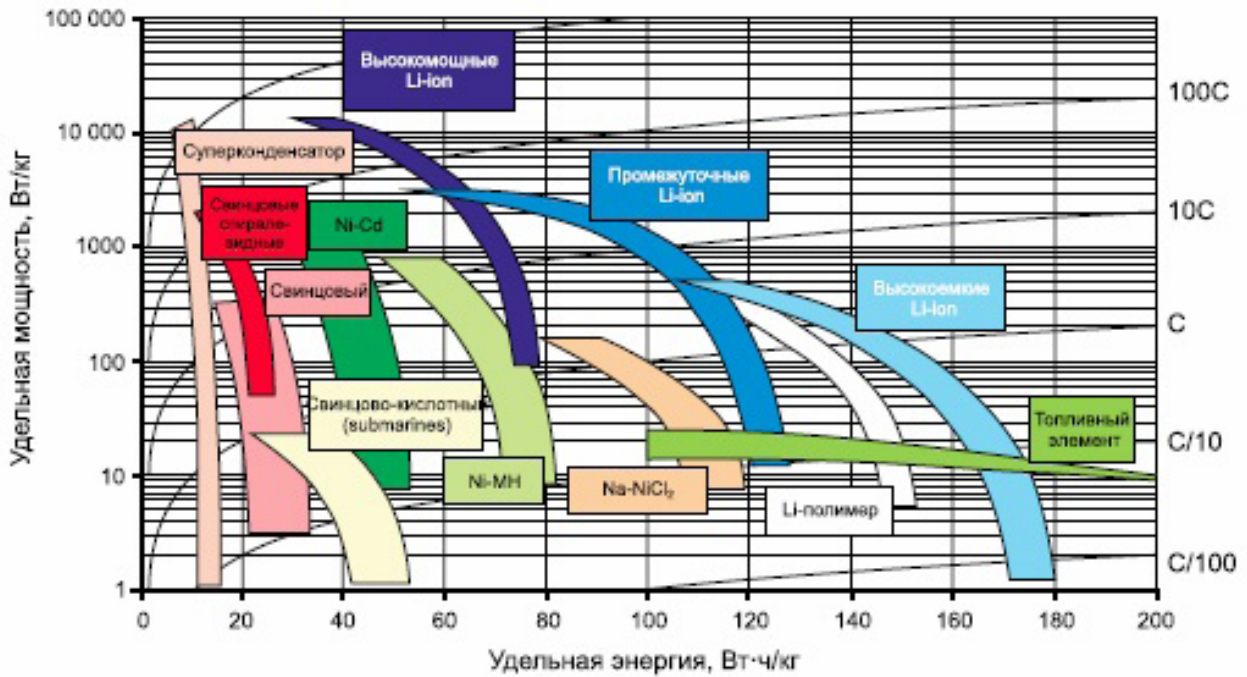 100 000
10 000
1000
100
10
1
Удельная мощность, Вт/кг
Высокомощные
Li-ion
Суперконденсатор
Промежуточные
Li-ion
Свинцовые
спирале-
видные
Ni-Cd
Свинцовый
Высокоемкие
Li-ion
Свинцово-кислотный
(submarines)
Топливный
элемент
Ni-MH
Na-NiCl₂
Li-полимер
100C
10C
C
C/10
C/100
0 20 40 60 80 100 120 140 160 180 200
Удельная энергия, Вт·ч/кг